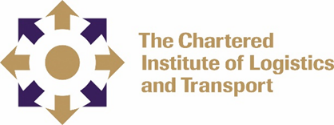 The Chartered
Institute of Logistics
and Transport